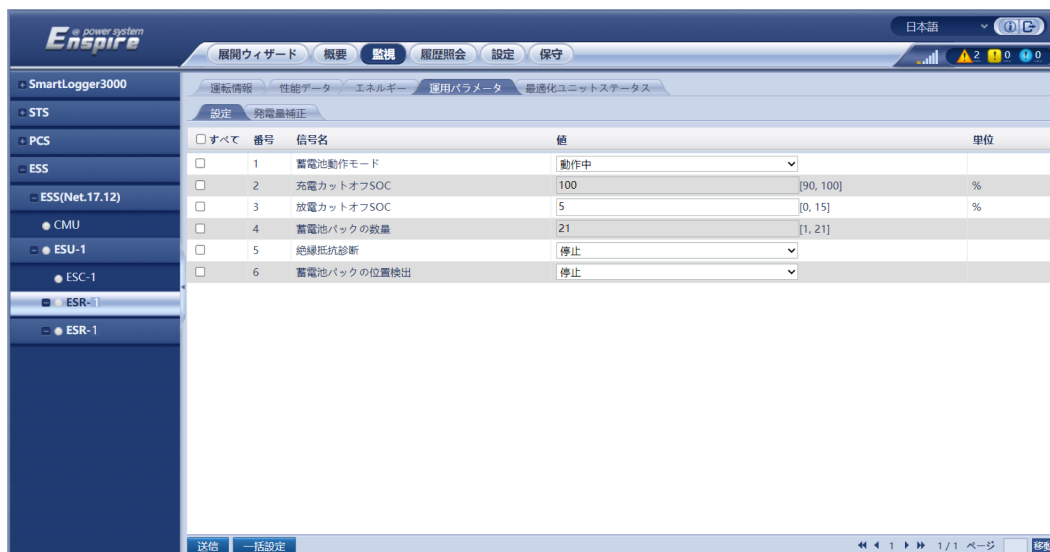 e power system
Enspire
日本語
展開ウィザード 概要 監視 履歴照会 設定 保守
2 0 0
SmartLogger3000
STS
PCS
ESS
ESS(Net.17.12)
CMU
ESU-1
ESC-1
ESR-1
ESR-1
運転情報 性能データ エネルギー 運用パラメータ 最適化ユニットステータス
設定 発電量補正
すべて 番号 信号名 値 単位
1 蓄電池動作モード 動作中
2 充電カットオフSOC 100 [90, 100] %
3 放電カットオフSOC 5 [0, 15] %
4 蓄電池パックの数量 21 [1, 21]
5 絶縁抵抗診断 停止
6 蓄電池パックの位置検出 停止
送信 一括設定
1 1/1 ページ 移動